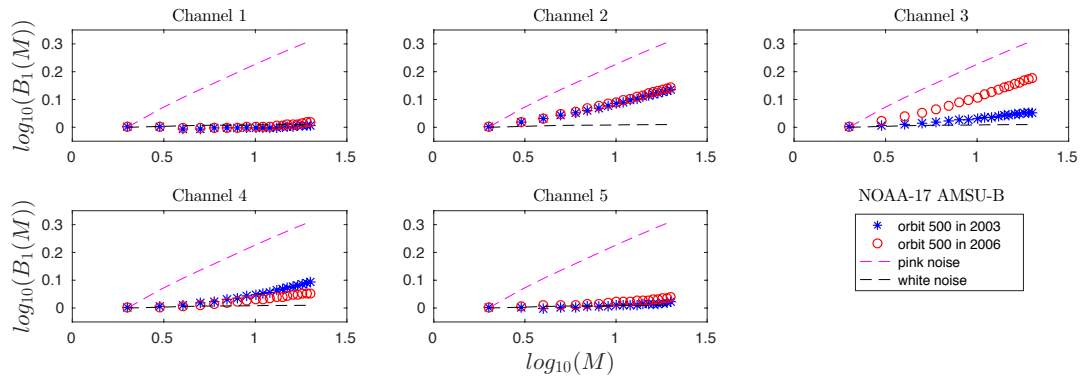 Channel 1
Channel 2
Channel 3
log10(B1(M))
0.3
0.2
0.1
0
0 0.5 1 1.5
0.3
0.2
0.1
0
0 0.5 1 1.5
0.3
0.2
0.1
0
0 0.5 1 1.5
Channel 4
Channel 5
NOAA-17 AMSU-B
log10(B1(M))
0.3
0.2
0.1
0
0 0.5 1 1.5
0.3
0.2
0.1
0
0 0.5 1 1.5
orbit 500 in 2003
orbit 500 in 2006
pink noise
white noise
log10(M)